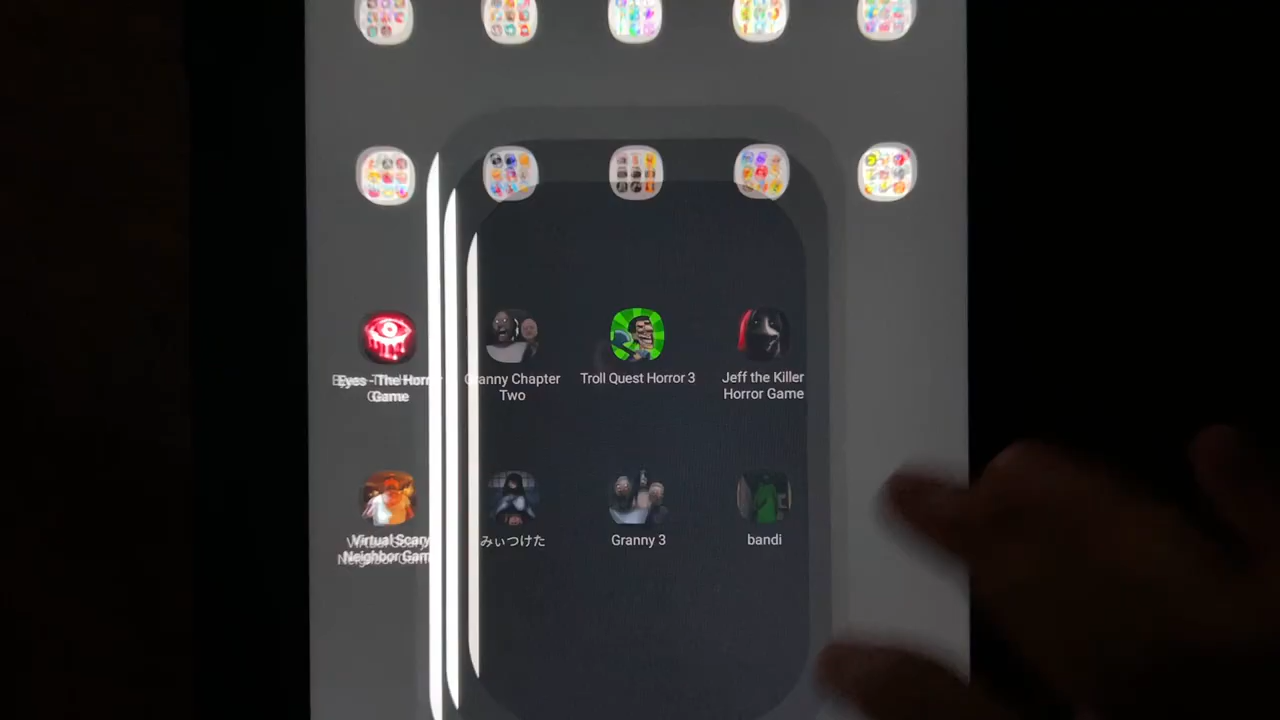 Eyes - The Horror
Game
Granny Chapter
Two
Troll Quest Horror 3
Jeff the Killer
Horror Game
Virtual Scary
Neighbor Game
みぃつけた
Granny 3
bandi